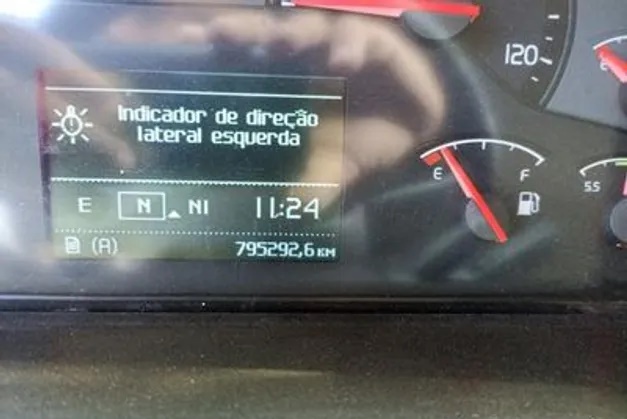 120
Indicador de direção
lateral esquerda
E
F
55
E N NI 11:24
(A) 795292,6 KM